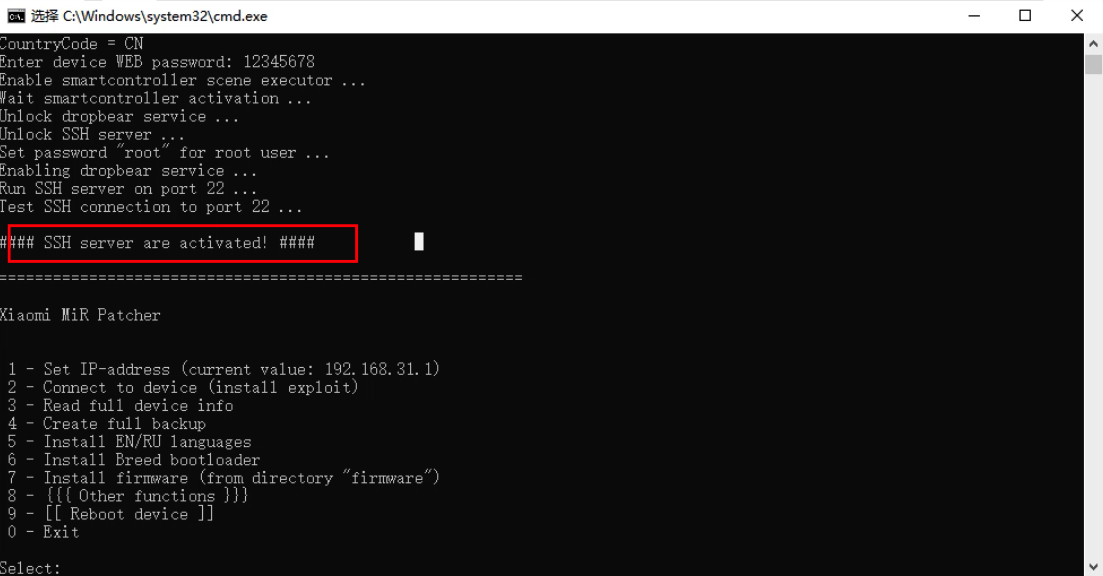 选择 C:\Windows\system32\cmd.exe
CountryCode = CN
Enter device WEB password: 12345678
Enable smartcontroller scene executor ...
Wait smartcontroller activation ...
Unlock dropbear service ...
Unlock SSH server ...
Set password "root" for root user ...
Enabling dropbear service ...
Run SSH server on port 22 ...
Test SSH connection to port 22 ...
#### SSH server are activated! ####
==========================================================
Xiaomi MiR Patcher
1 - Set IP-address (current value: 192.168.31.1)
2 - Connect to device (install exploit)
3 - Read full device info
4 - Create full backup
5 - Install EN/RU languages
6 - Install Breed bootloader
7 - Install firmware (from directory "firmware")
8 - {{{ Other functions }}}
9 - [[ Reboot device ]]
0 - Exit
Select: